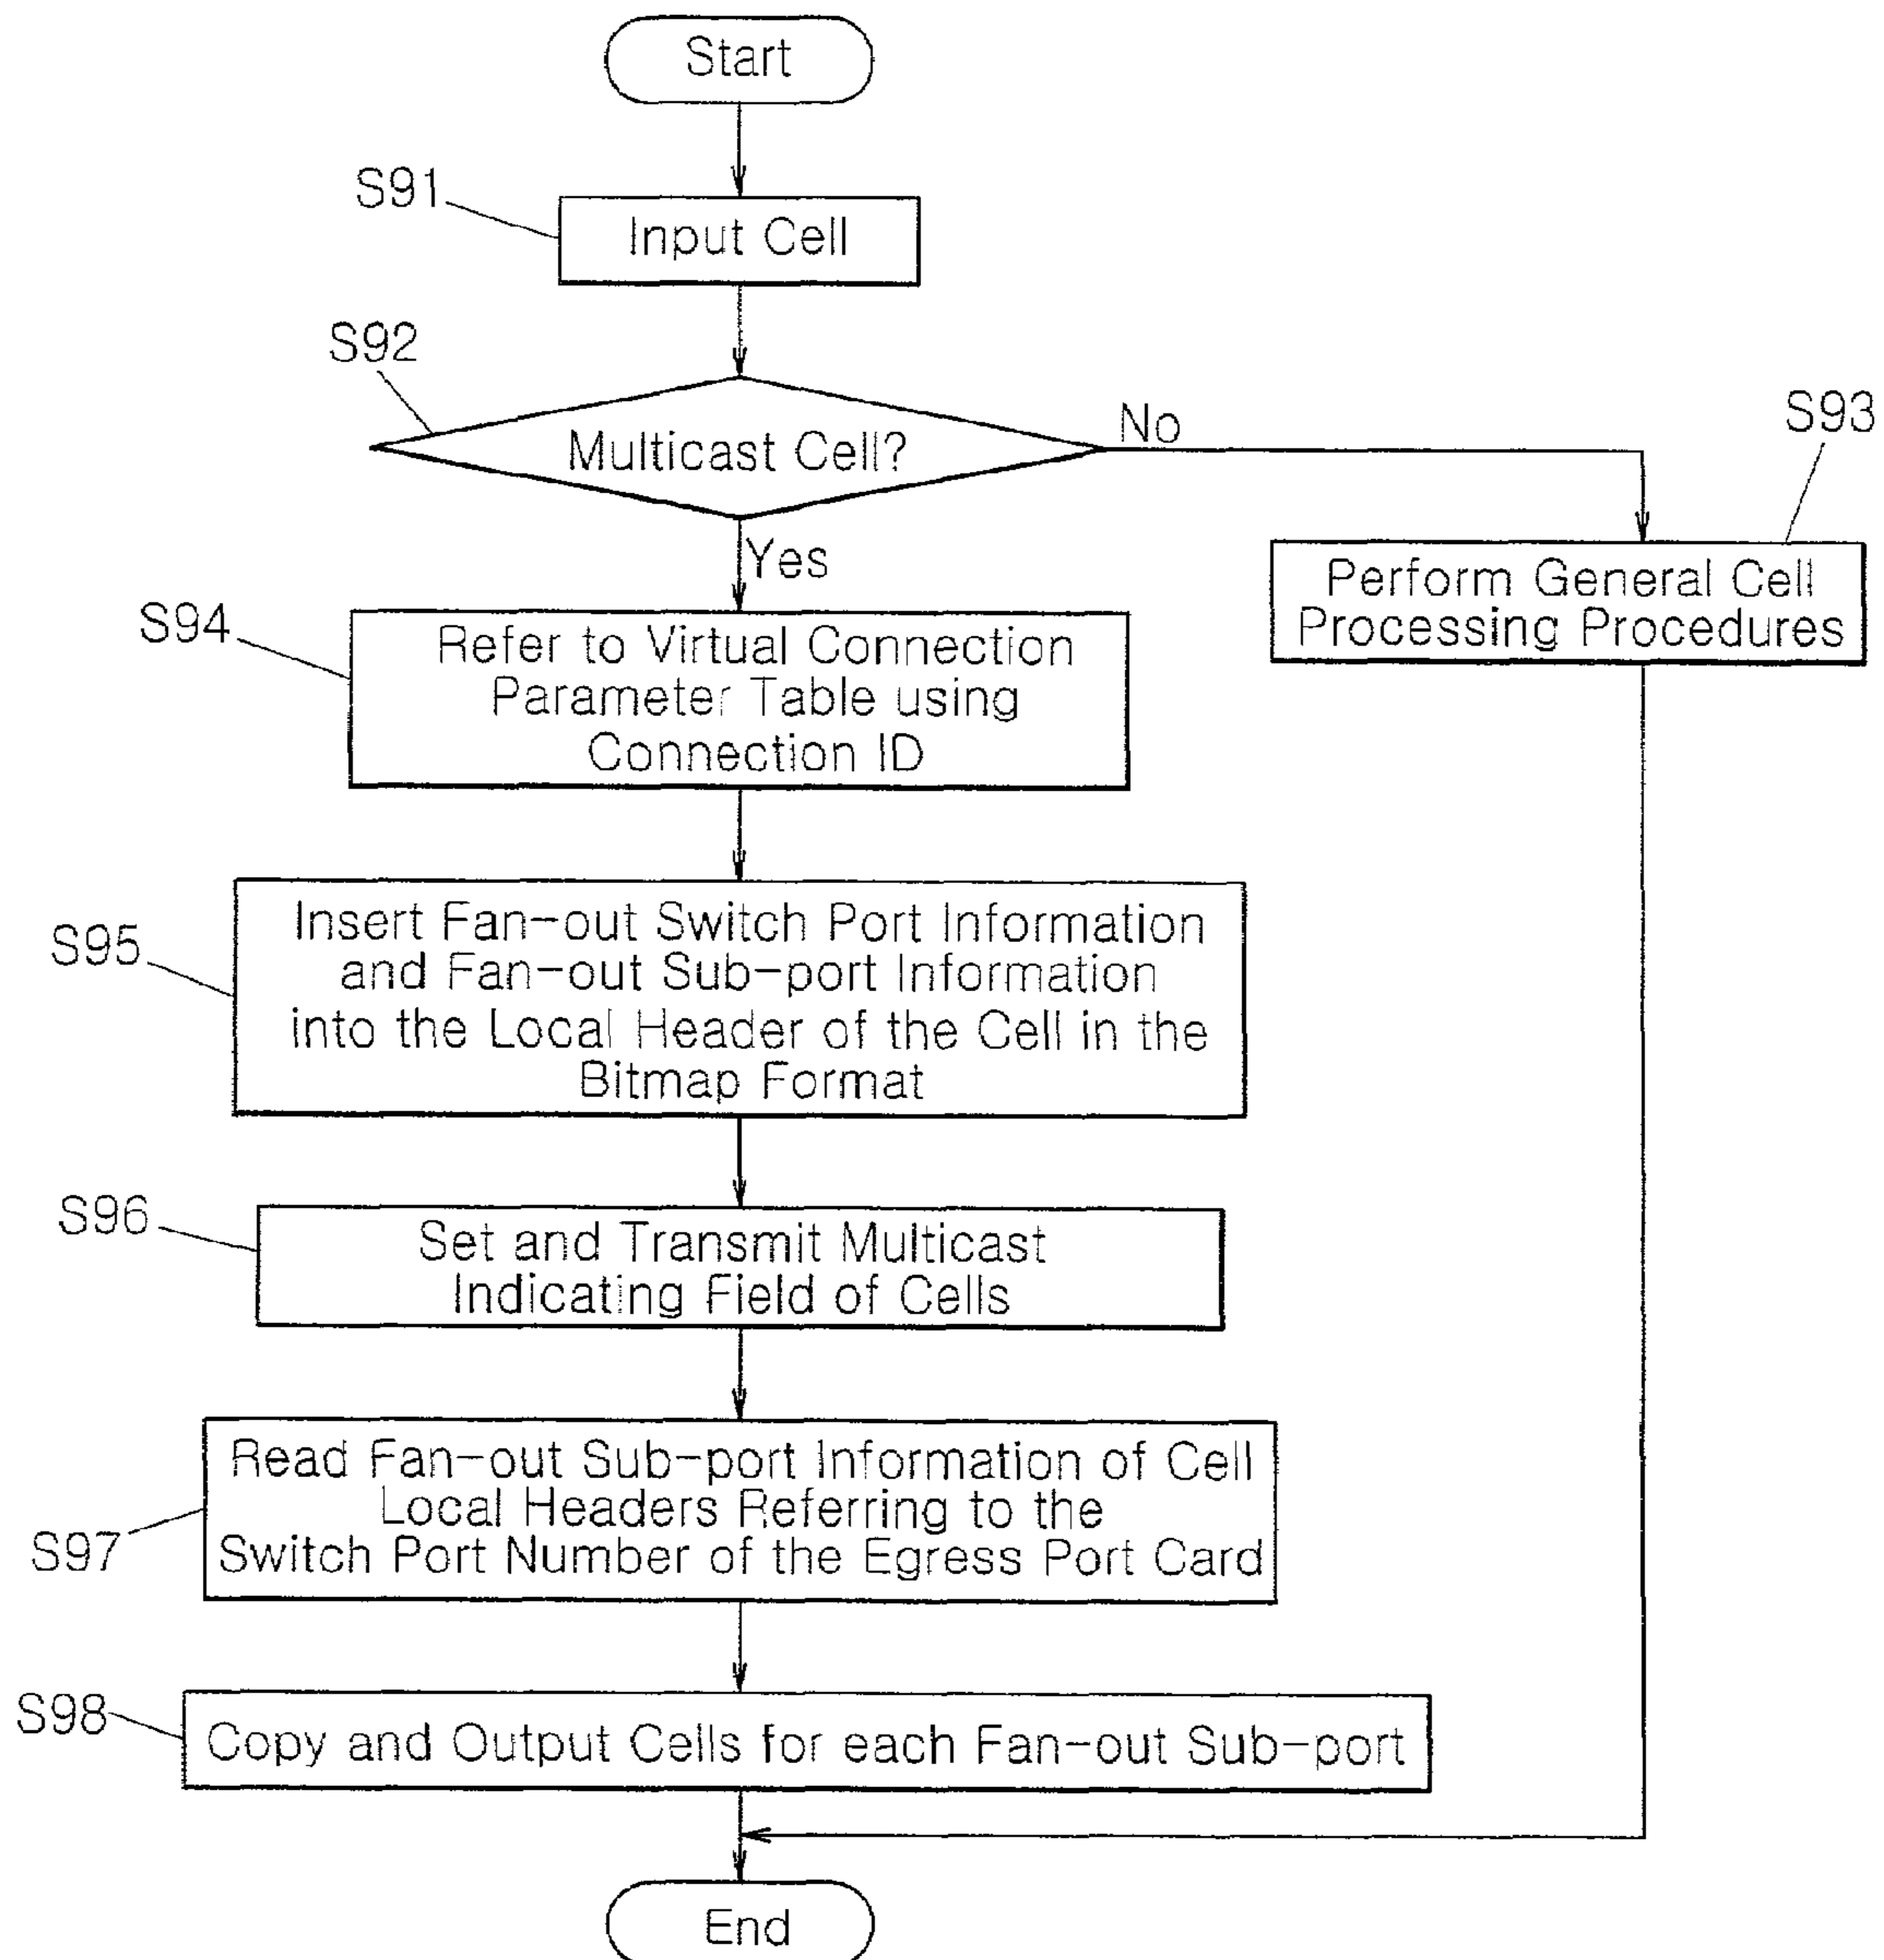 Start
S91
Input Cell
S92
Multicast Cell?
No
S93
Yes
Perform General Cell
Processing Procedures
S94
Refer to Virtual Connection
Parameter Table using
Connection ID
S95
Insert Fan-out Switch Port Information
and Fan-out Sub-port Information
into the Local Header of the Cell in the
Bitmap Format
S96
Set and Transmit Multicast
Indicating Field of Cells
S97
Read Fan-out Sub-port Information of Cell
Local Headers Referring to the
Switch Port Number of the Egress Port Card
S98
Copy and Output Cells for each Fan-out Sub-port
End